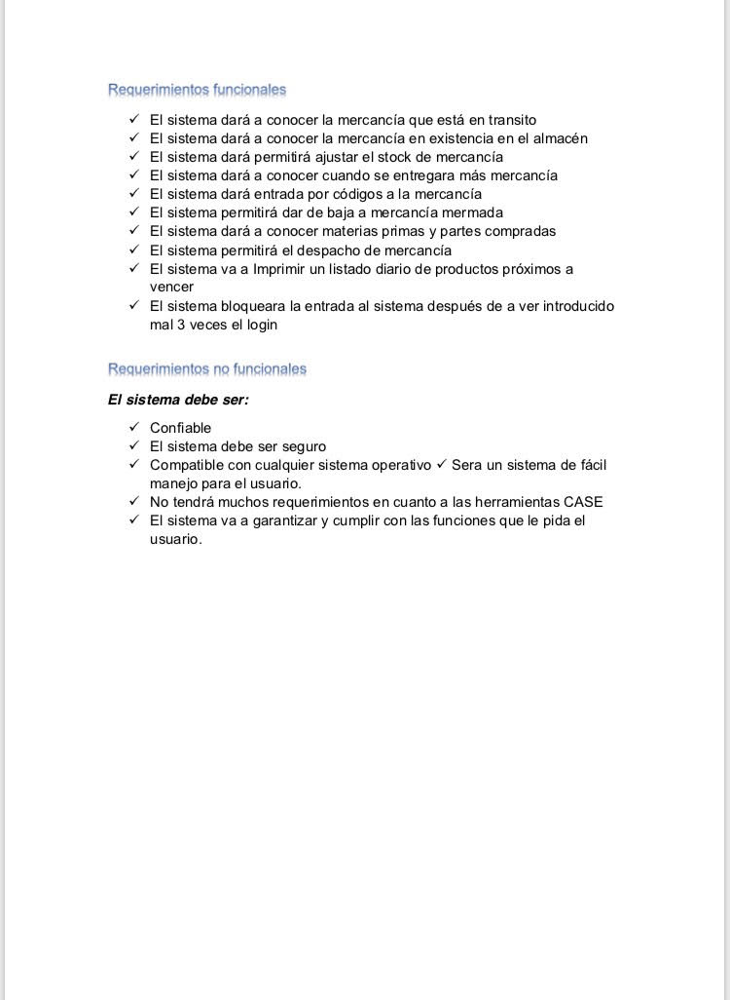 Requerimientos funcionales
✓ El sistema dará a conocer la mercancía que está en transito
✓ El sistema dará a conocer la mercancía en existencia en el almacén
✓ El sistema dará permitirá ajustar el stock de mercancía
✓ El sistema dará a conocer cuando se entregara más mercancía
✓ El sistema dará entrada por códigos a la mercancía
✓ El sistema permitirá dar de baja a mercancía mermada
✓ El sistema dará a conocer materias primas y partes compradas
✓ El sistema permitirá el despacho de mercancía
✓ El sistema va a Imprimir un listado diario de productos próximos a
vencer
✓ El sistema bloqueara la entrada al sistema después de a ver introducido
mal 3 veces el login
Requerimientos no funcionales
El sistema debe ser:
✓ Confiable
✓ El sistema debe ser seguro
✓ Compatible con cualquier sistema operativo ✓ Sera un sistema de fácil
manejo para el usuario.
✓ No tendrá muchos requerimientos en cuanto a las herramientas CASE
✓ El sistema va a garantizar y cumplir con las funciones que le pida el
usuario.